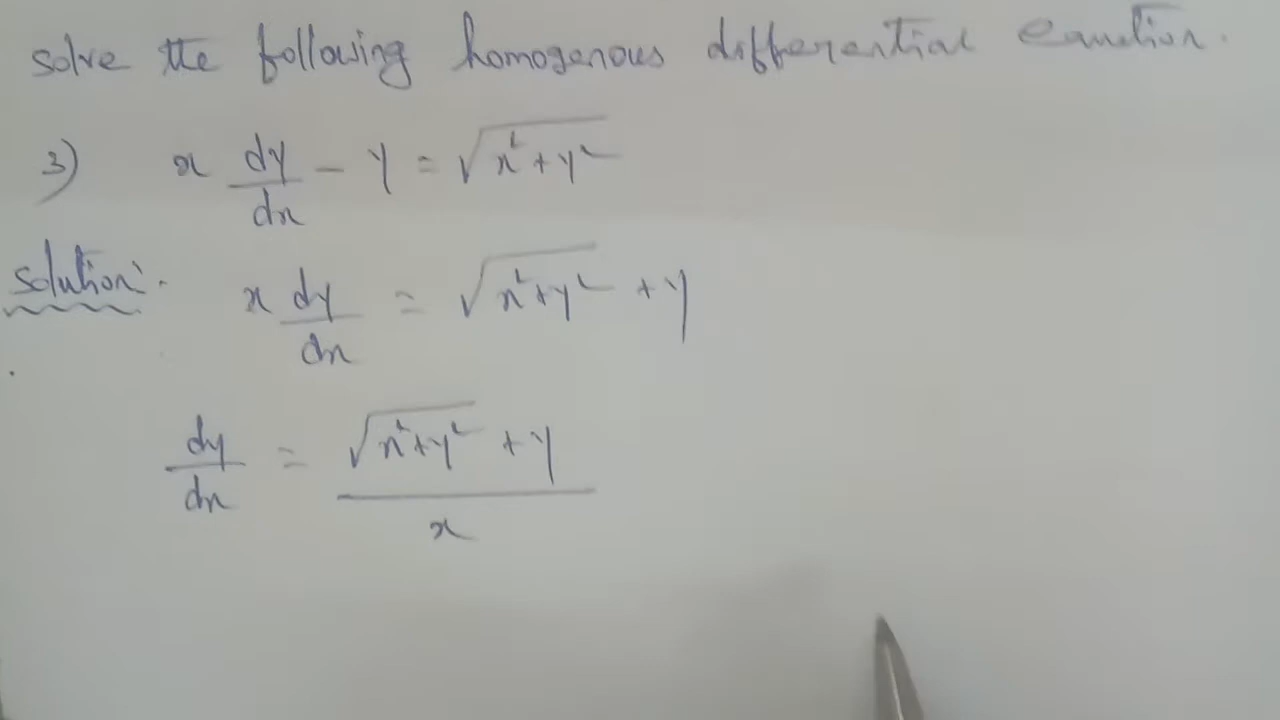 solve the following homogenous differential equation.
3) x dy/dx - y = √(x²+y²)
solution:- x dy/dx = √(x²+y²) + y
dy/dx = (√(x²+y²) + y)/x